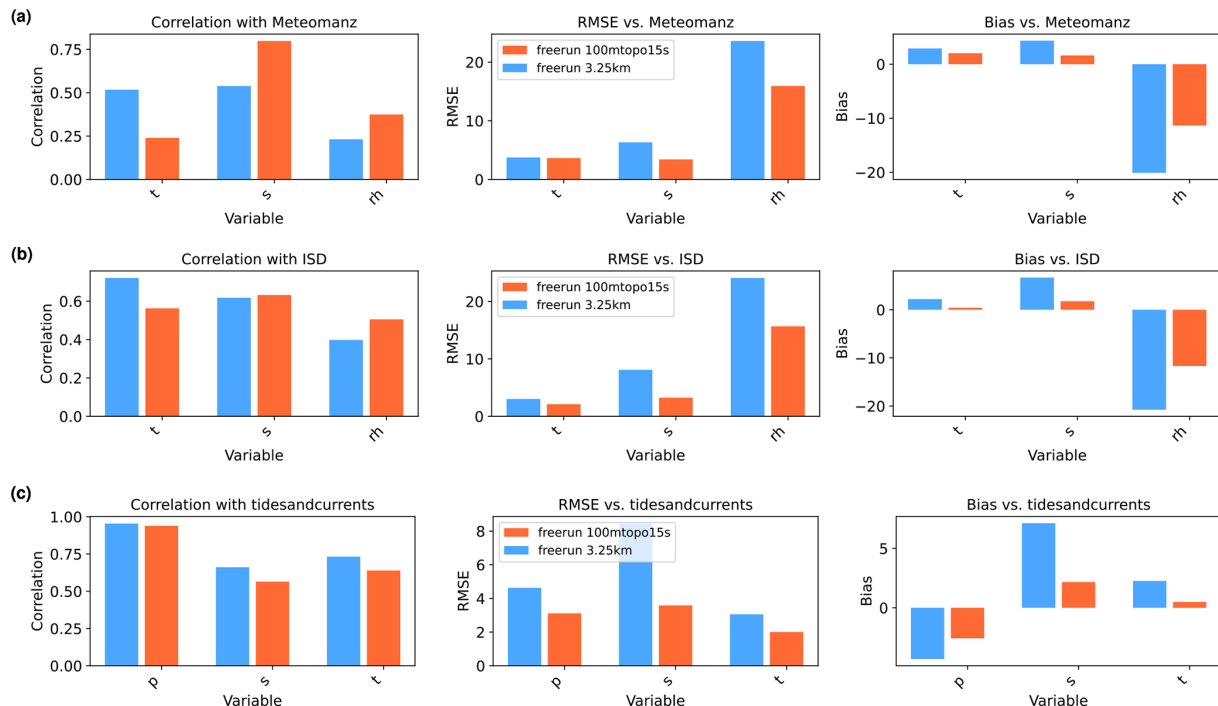 (a)
Correlation with Meteomanz
RMSE vs. Meteomanz
Bias vs. Meteomanz
Correlation
0.75
0.50
0.25
0.00
t
s
rh
Variable
RMSE
20
10
0
freerun 100mtopo15s
freerun 3.25km
t
s
rh
Variable
Bias
0
−10
−20
t
s
rh
Variable
(b)
Correlation with ISD
RMSE vs. ISD
Bias vs. ISD
Correlation
0.6
0.4
0.2
0.0
t
s
rh
Variable
RMSE
20
10
0
freerun 100mtopo15s
freerun 3.25km
t
s
rh
Variable
Bias
0
−10
−20
t
s
rh
Variable
(c)
Correlation with tidesandcurrents
RMSE vs. tidesandcurrents
Bias vs. tidesandcurrents
Correlation
1.00
0.75
0.50
0.25
0.00
p
s
t
Variable
RMSE
8
6
4
2
0
freerun 100mtopo15s
freerun 3.25km
p
s
t
Variable
Bias
5
0
p
s
t
Variable